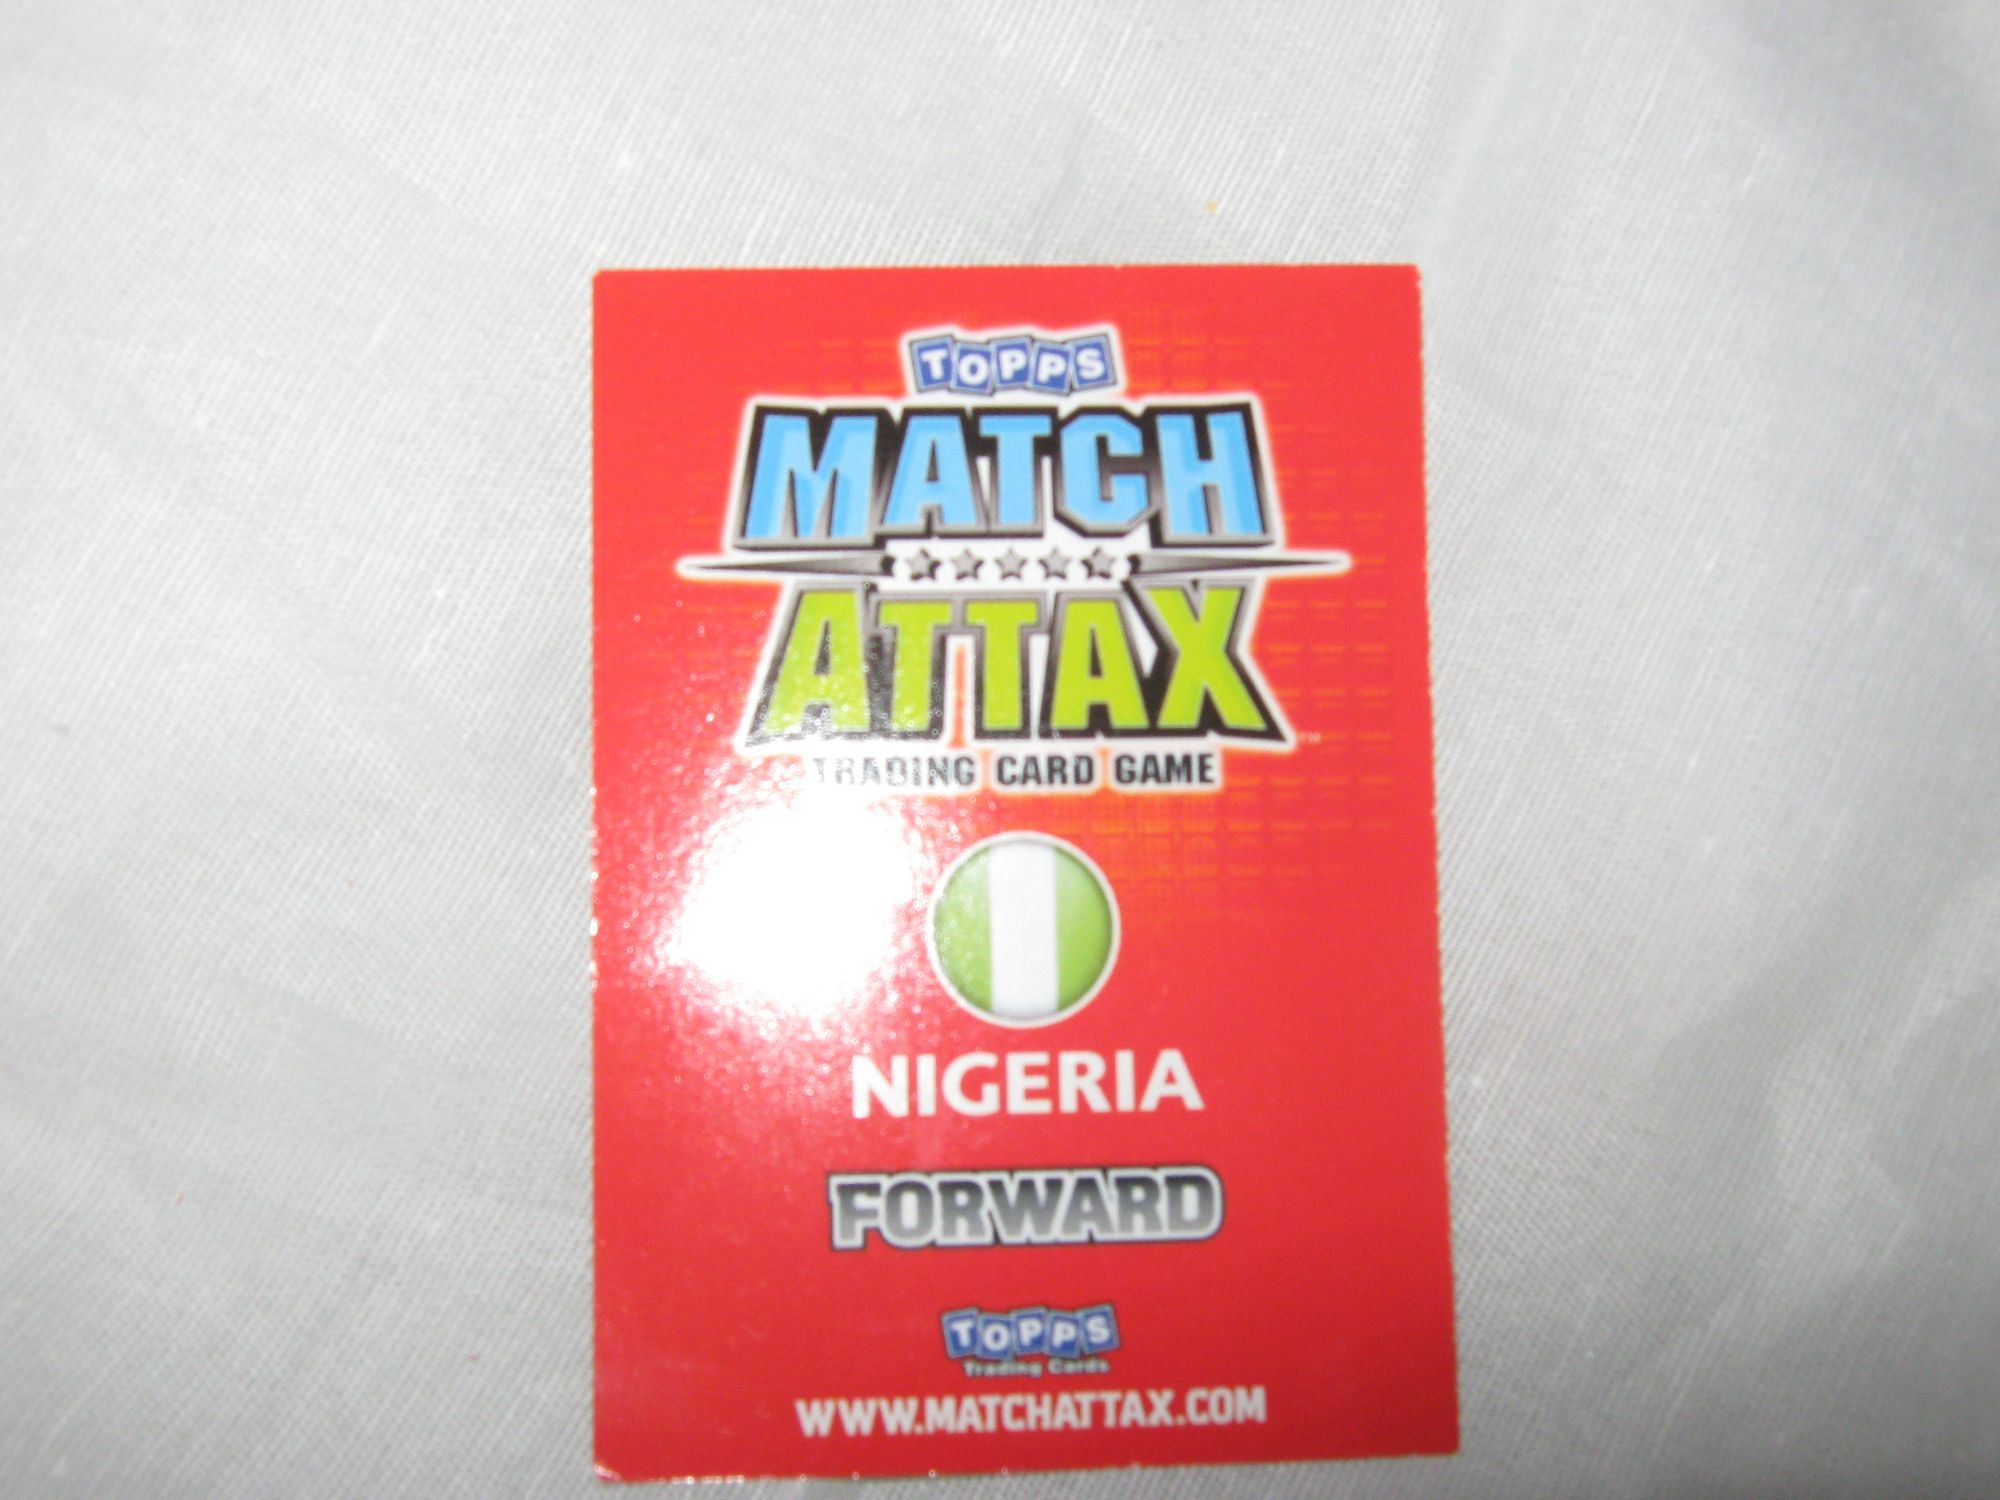 TOPPS
MATCH
ATTAX
TRADING CARD GAME
NIGERIA
FORWARD
TOPPS
Trading Cards
WWW.MATCHATTAX.COM